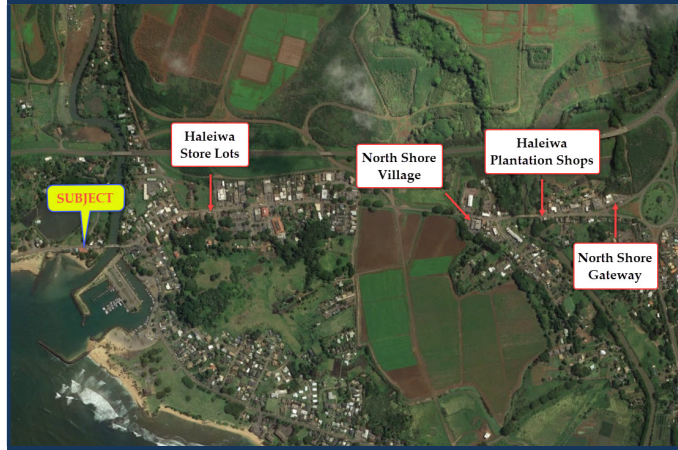 Haleiwa
Store Lots
North Shore
Village
Haleiwa
Plantation Shops
SUBJECT
North Shore
Gateway